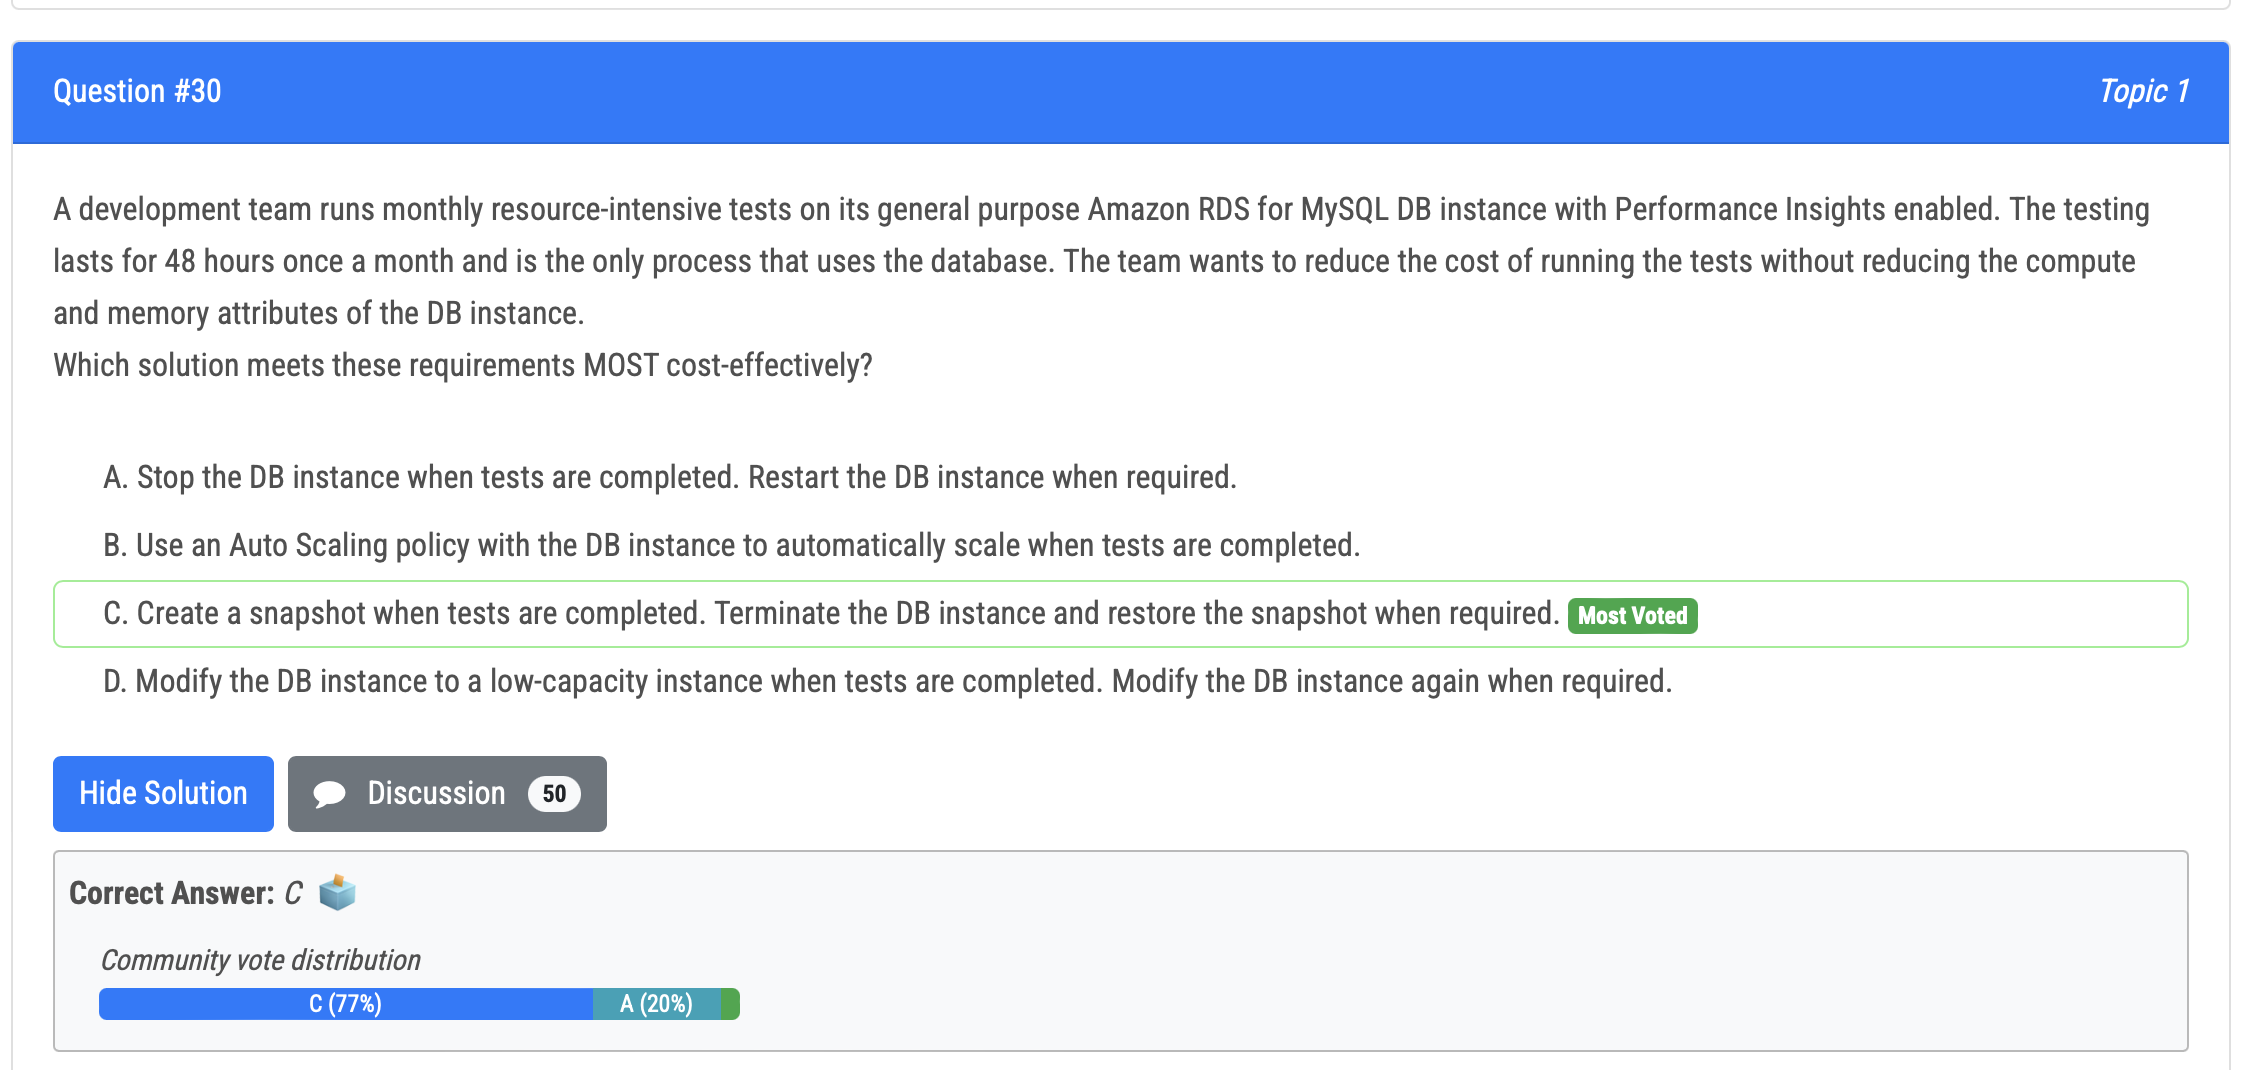 Question #30
Topic 1
A development team runs monthly resource-intensive tests on its general purpose Amazon RDS for MySQL DB instance with Performance Insights enabled. The testing
lasts for 48 hours once a month and is the only process that uses the database. The team wants to reduce the cost of running the tests without reducing the compute
and memory attributes of the DB instance.
Which solution meets these requirements MOST cost-effectively?
A. Stop the DB instance when tests are completed. Restart the DB instance when required.
B. Use an Auto Scaling policy with the DB instance to automatically scale when tests are completed.
C. Create a snapshot when tests are completed. Terminate the DB instance and restore the snapshot when required. Most Voted
D. Modify the DB instance to a low-capacity instance when tests are completed. Modify the DB instance again when required.
Hide Solution
Discussion 50
Correct Answer: C
Community vote distribution
C (77%)
A (20%)